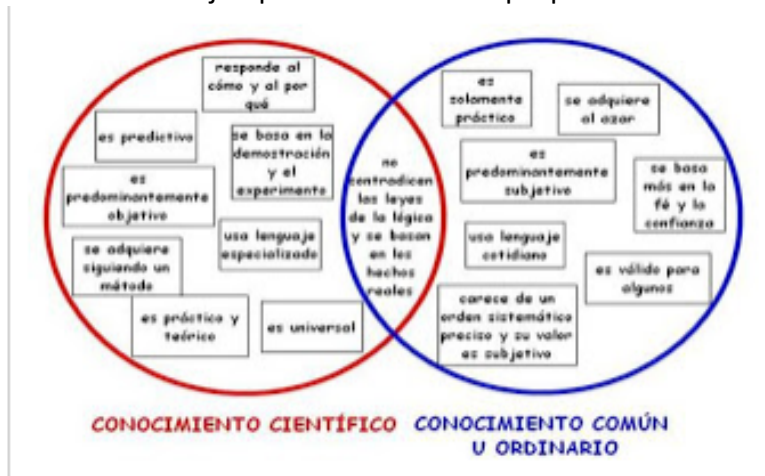 responde al
cómo y al por
qué
es predictivo
se basa en la
demostración
y el
experimento
es
predominantemente
objetivo
usa lenguaje
especializado
se adquiere
siguiendo un
método
es práctico y
teórico
es universal
no
contradicen
las leyes
de la lógica
y se basan
en los
hechos
reales
es
solamente
práctico
se adquiere
al azar
es
predominantemente
subjetivo
se basa
más en la
fé y la
confianza
usa lenguaje
cotidiano
es válido para
algunos
carece de un
orden sistemático
preciso y su valor
es subjetivo
CONOCIMIENTO CIENTÍFICO
CONOCIMIENTO COMÚN
U ORDINARIO